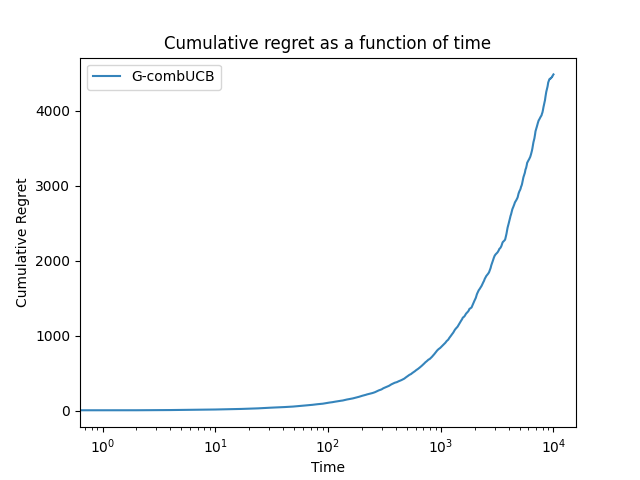 Cumulative regret as a function of time
G-combUCB
Cumulative Regret
4000
3000
2000
1000
0
10⁰
10¹
10²
10³
10⁴
Time